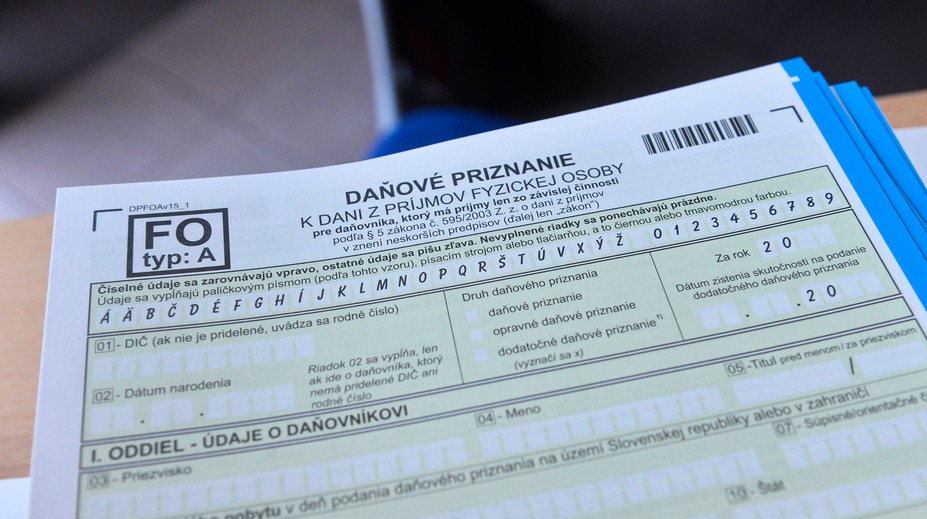 DPFOAv15_1
FO
typ: A
DAŇOVÉ PRIZNANIE
K DANI Z PRÍJMOV FYZICKEJ OSOBY
pre daňovníka, ktorý má príjmy len zo závislej činnosti
podľa § 5 zákona č. 595/2003 Z. z. o dani z príjmov
v znení neskorších predpisov (ďalej len „zákon")
Číselné údaje sa zarovnávajú vpravo, ostatné údaje sa píšu zľava. Nevyplnené riadky sa ponechávajú prázdne.
Údaje sa vypĺňajú paličkovým písmom (podľa tohto vzoru), písacím strojom alebo tlačiarňou, a to čiernou alebo tmavomodrou farbou.
Á Ä B Č D É F G H Í J K L M N O P Q R Š T Ú V X Ý Ž 0 1 2 3 4 5 6 7 8 9
01 - DIČ (ak nie je pridelené, uvádza sa rodné číslo)
02 - Dátum narodenia
. .
Riadok 02 sa vypĺňa, len
ak ide o daňovníka, ktorý
nemá pridelené DIČ ani
rodné číslo
Druh daňového priznania
daňové priznanie
opravné daňové priznanie
dodatočné daňové priznanie¹⁾
(vyznačí sa x)
Za rok 20
Dátum zistenia skutočnosti na podanie
dodatočného daňového priznania
. . 20
I. ODDIEL - ÚDAJE O DAŇOVNÍKOVI
03 - Priezvisko
04 - Meno
05 - Titul pred menom / za priezviskom
/
pobytu v deň podania daňového priznania na území Slovenskej republiky alebo v zahraničí
07 - Súpisné/orientačné
10 - Štát